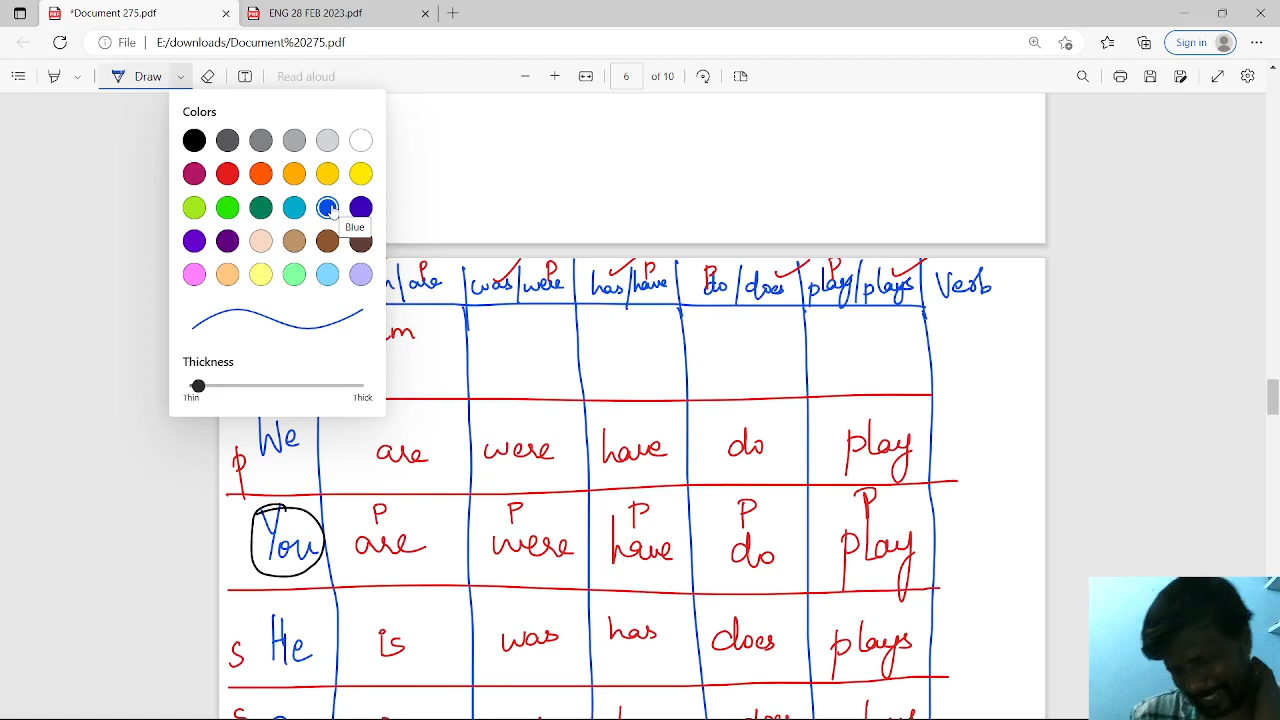 *Document 275.pdf
ENG 28 FEB 2023.pdf
File
E:/downloads/Document%20275.pdf
Sign in
Draw
Read aloud
6
of 10
Colors
Blue
Thickness
Thin
Thick
/are was/were has/have do/does play/plays Verb
P P P P P
m
P We are were have do play
P P P P P
You are were have do play
S He is was has does plays
S